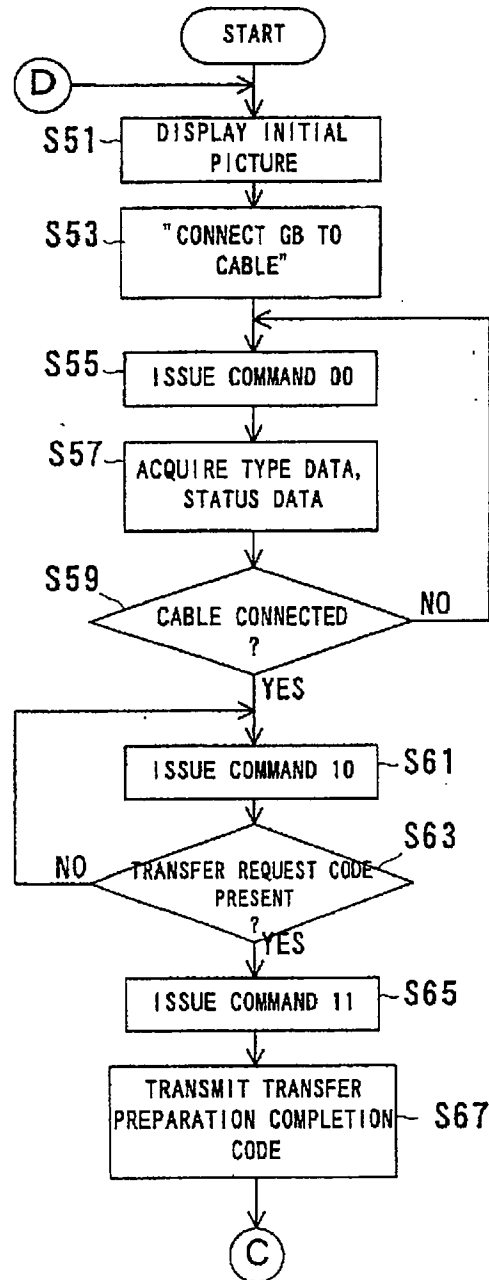 START
D
S51
DISPLAY INITIAL
PICTURE
S53
"CONNECT GB TO
CABLE"
S55
ISSUE COMMAND 00
S57
ACQUIRE TYPE DATA,
STATUS DATA
S59
CABLE CONNECTED
?
NO
YES
ISSUE COMMAND 10
S61
S63
NO
TRANSFER REQUEST CODE
PRESENT
?
YES
ISSUE COMMAND 11
S65
TRANSMIT TRANSFER
PREPARATION COMPLETION
CODE
S67
C